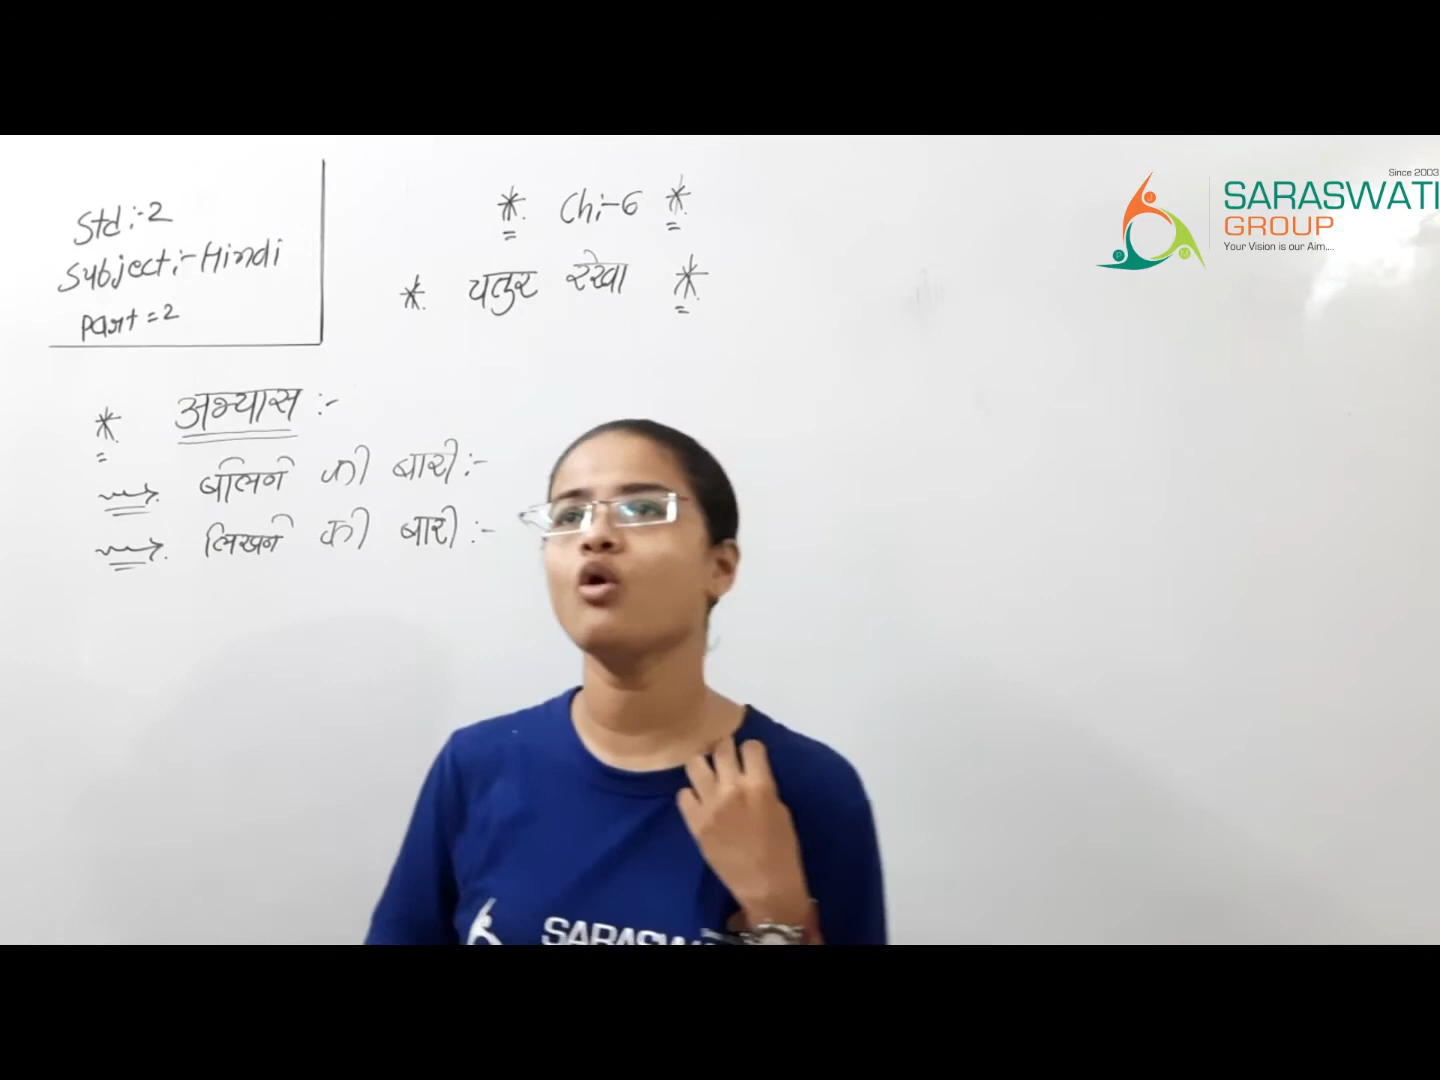 Std:-2
Subject:-Hindi
Part=2
* Ch:-6 *
* चतुर रेखा *
* अभ्यास :-
बोलने की बारी :-
लिखने की बारी :-
Since 2003
SARASWATI
GROUP
Your Vision is our Aim....
J
P
M
SARASWA